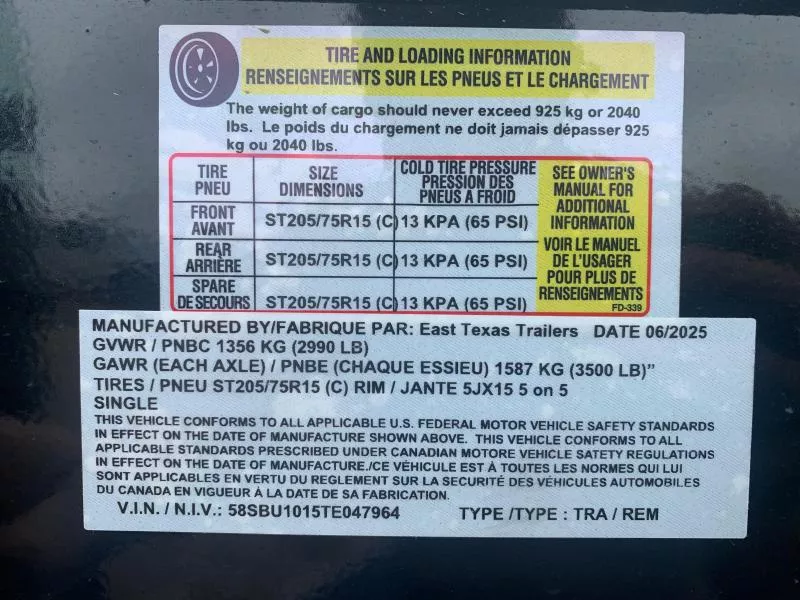 TIRE AND LOADING INFORMATION
RENSEIGNEMENTS SUR LES PNEUS ET LE CHARGEMENT
The weight of cargo should never exceed 925 kg or 2040
lbs. Le poids du chargement ne doit jamais dépasser 925
kg ou 2040 lbs.
TIRE
PNEU
SIZE
DIMENSIONS
COLD TIRE PRESSURE
PRESSION DES
PNEUS A FROID
SEE OWNER'S
MANUAL FOR
ADDITIONAL
INFORMATION
VOIR LE MANUEL
DE L'USAGER
POUR PLUS DE
RENSEIGNEMENTS
FD-339
FRONT
AVANT
ST205/75R15 (C) 13 KPA (65 PSI)
REAR
ARRIÈRE
ST205/75R15 (C) 13 KPA (65 PSI)
SPARE
DE SECOURS
ST205/75R15 (C) 13 KPA (65 PSI)
MANUFACTURED BY/FABRIQUE PAR: East Texas Trailers DATE 06/2025
GVWR / PNBC 1356 KG (2990 LB)
GAWR (EACH AXLE) / PNBE (CHAQUE ESSIEU) 1587 KG (3500 LB)”
TIRES / PNEU ST205/75R15 (C) RIM / JANTE 5JX15 5 on 5
SINGLE
THIS VEHICLE CONFORMS TO ALL APPLICABLE U.S. FEDERAL MOTOR VEHICLE SAFETY STANDARDS
IN EFFECT ON THE DATE OF MANUFACTURE SHOWN ABOVE. THIS VEHICLE CONFORMS TO ALL
APPLICABLE STANDARDS PRESCRIBED UNDER CANADIAN MOTORE VEHICLE SATETY REGULATIONS
IN EFFECT ON THE DATE OF MANUFACTURE./CE VÉHICULE EST À TOUTES LES NORMES QUI LUI
SONT APPLICABLES EN VERTU DU REGLEMENT SUR LA SECURITÉ DES VÉHICULES AUTOMOBILES
DU CANADA EN VIGUEUR À LA DATE DE SA FABRICATION.
V.I.N. / N.I.V.: 58SBU1015TE047964 TYPE /TYPE : TRA / REM